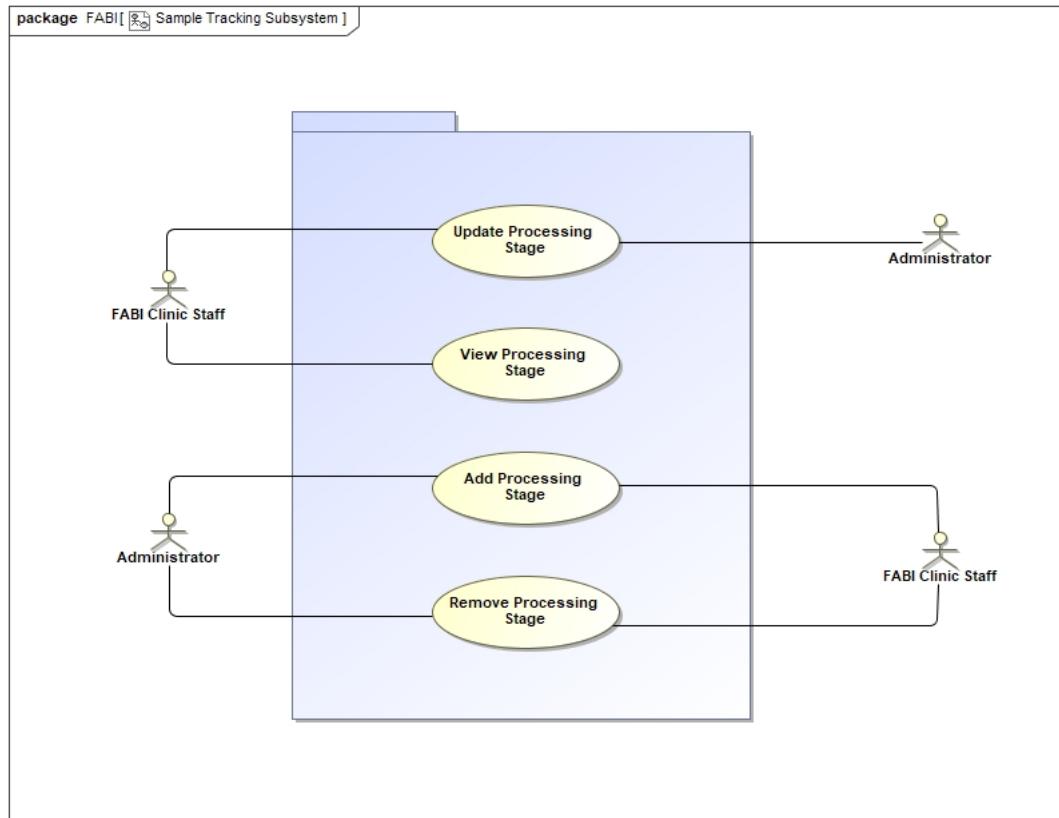 package FABI[ Sample Tracking Subsystem ]
Update Processing
Stage
Administrator
FABI Clinic Staff
View Processing
Stage
Add Processing
Stage
Administrator
FABI Clinic Staff
Remove Processing
Stage